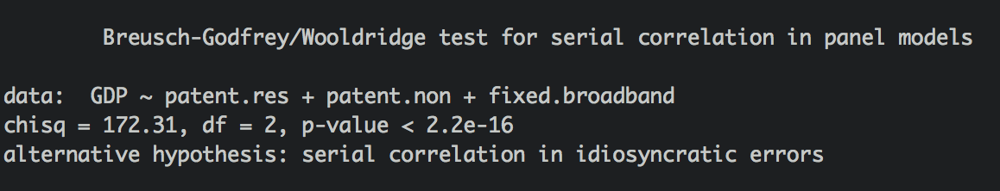 Breusch-Godfrey/Wooldridge test for serial correlation in panel models
data:  GDP ~ patent.res + patent.non + fixed.broadband
chisq = 172.31, df = 2, p-value < 2.2e-16
alternative hypothesis: serial correlation in idiosyncratic errors